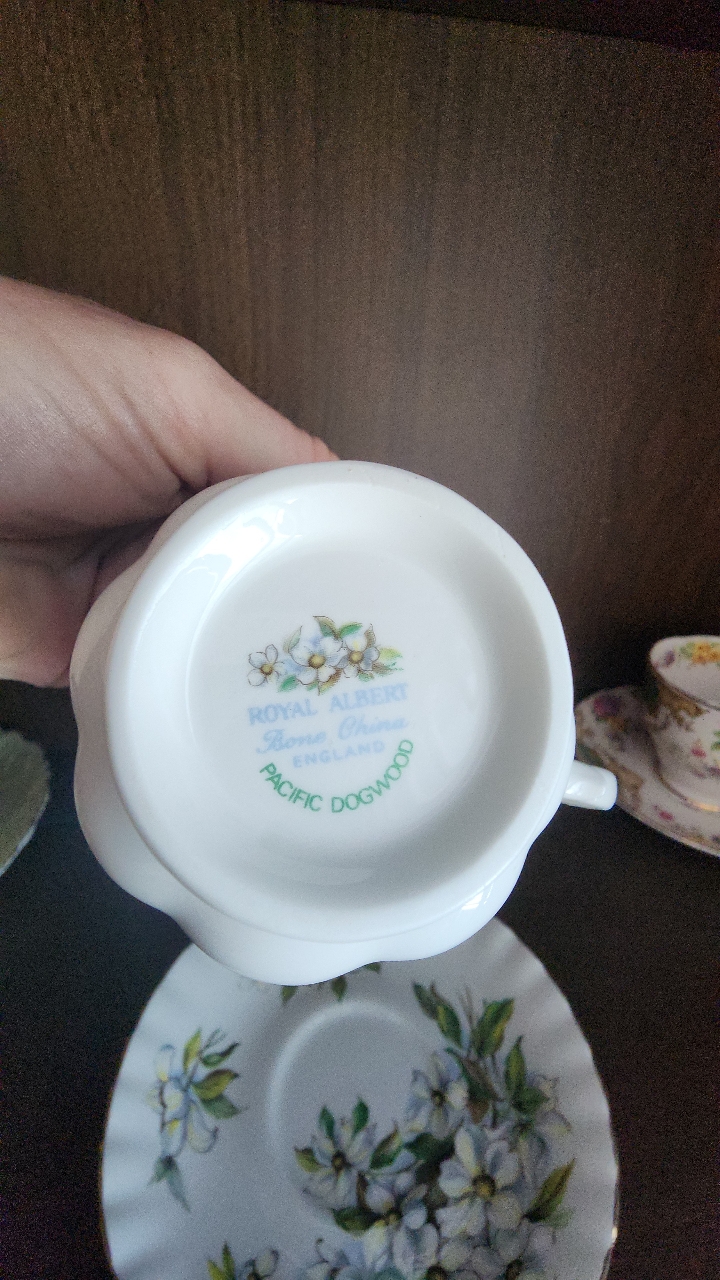 ROYAL ALBERT
Bone China
ENGLAND
PACIFIC DOGWOOD